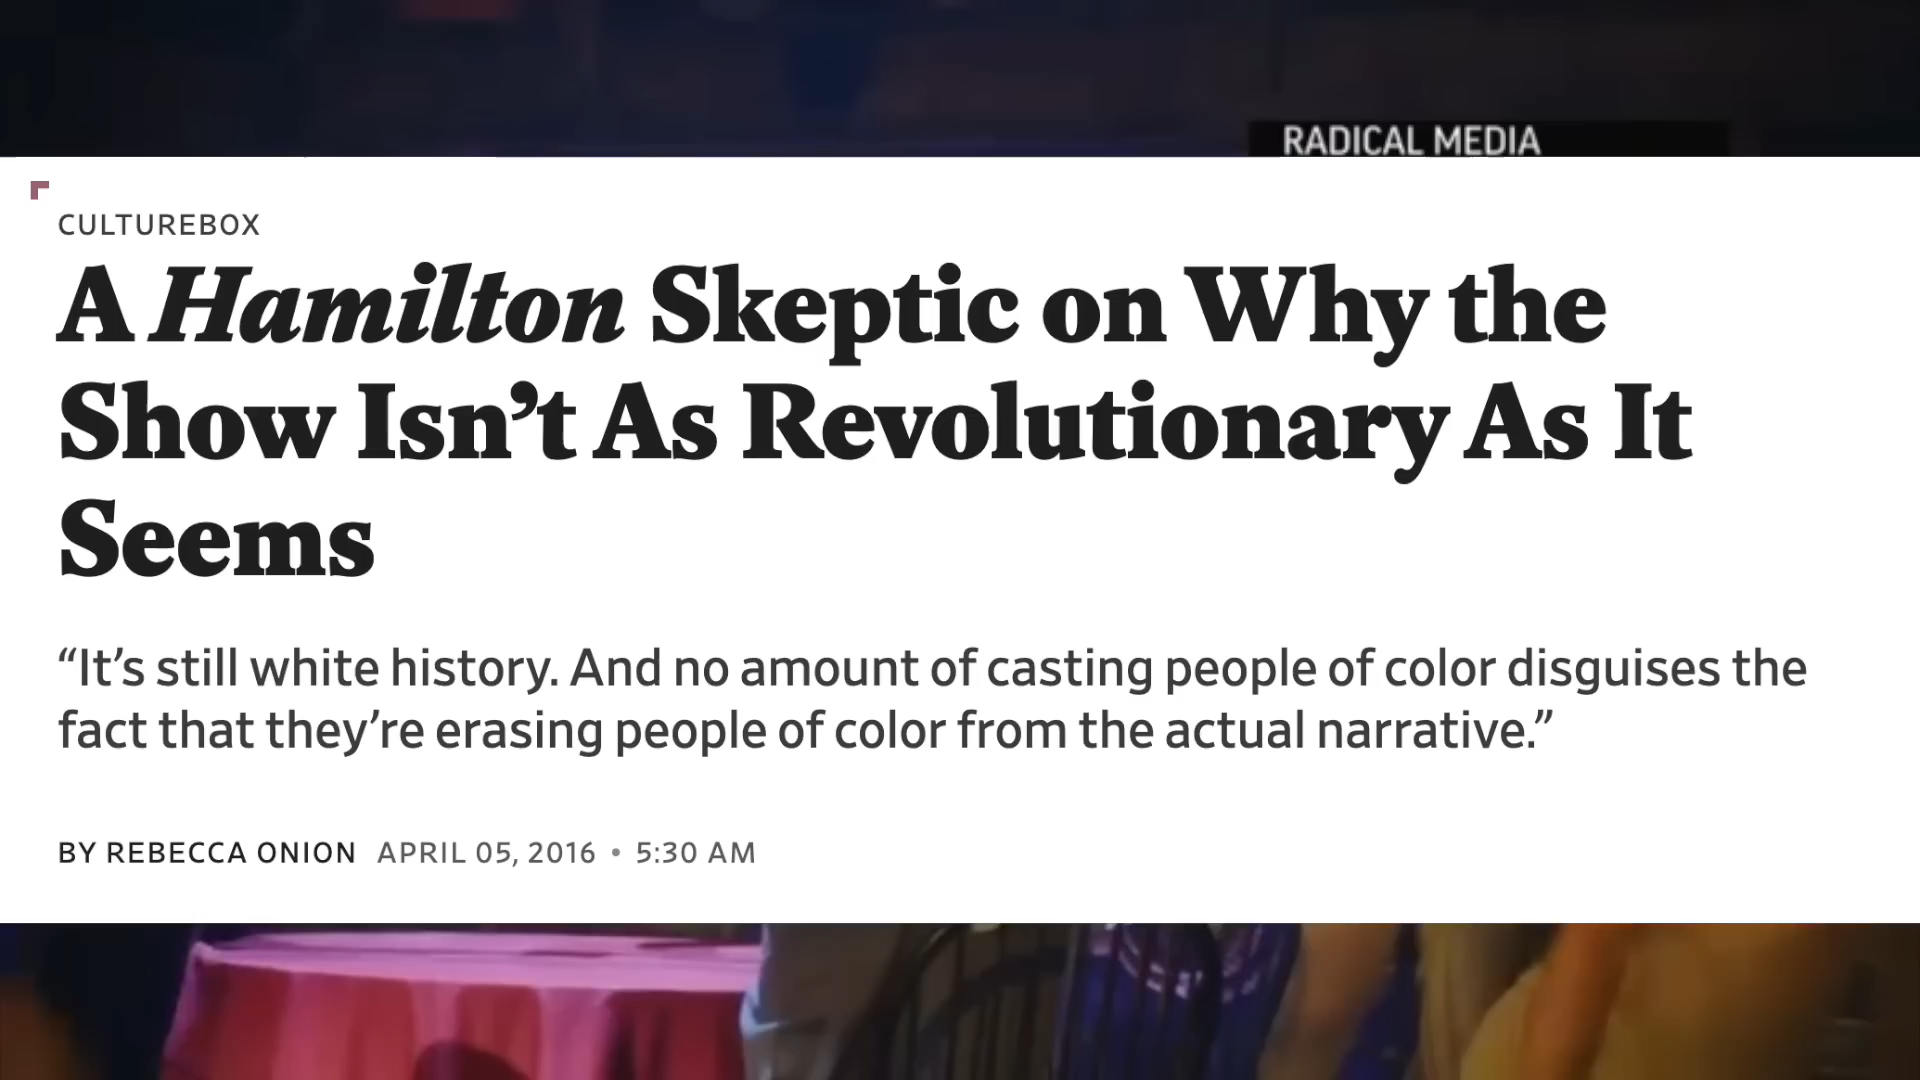 RADICAL MEDIA
CULTUREBOX
A Hamilton Skeptic on Why the
Show Isn’t As Revolutionary As It
Seems
“It’s still white history. And no amount of casting people of color disguises the
fact that they’re erasing people of color from the actual narrative.”
BY REBECCA ONION APRIL 05, 2016 • 5:30 AM